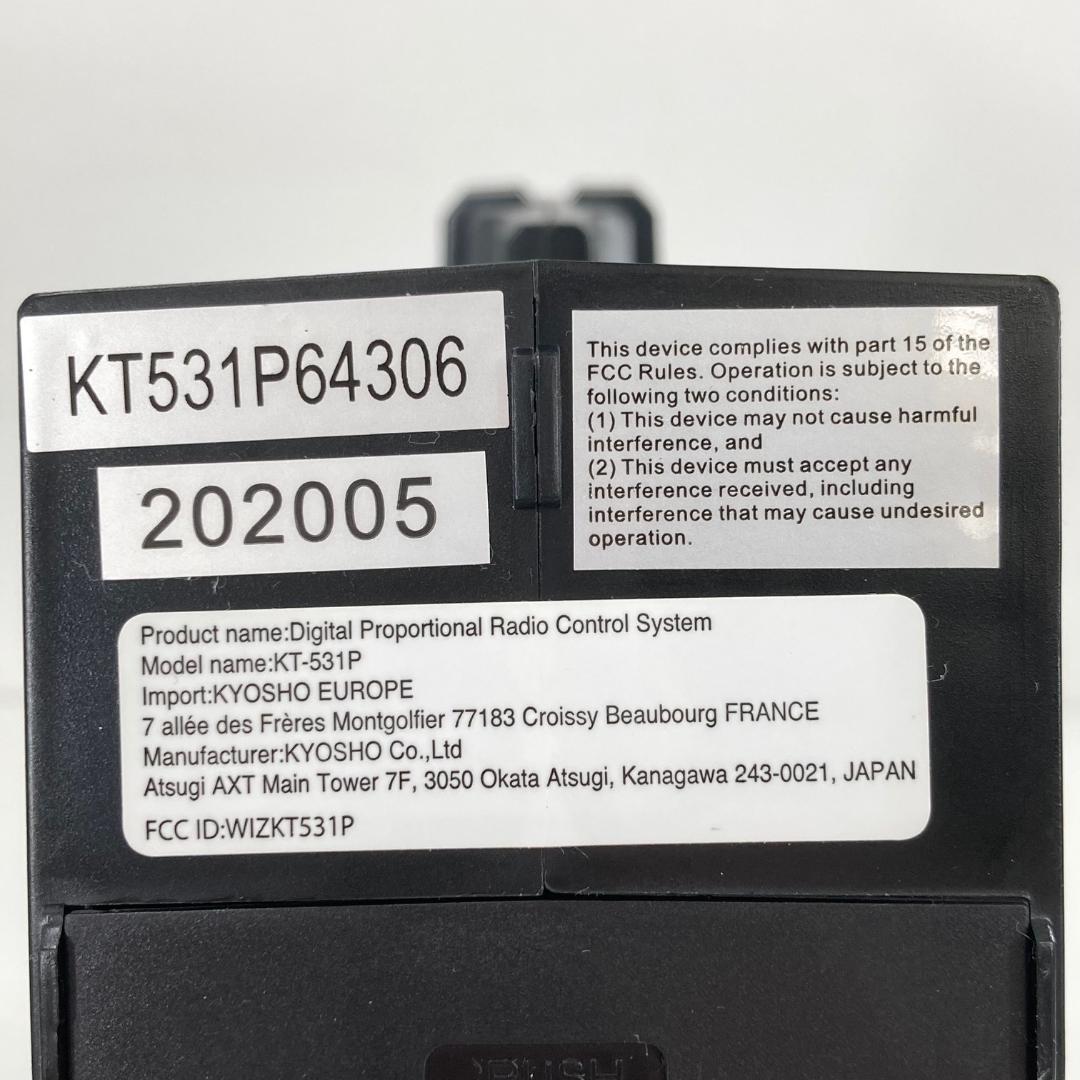 KT531P64306
202005
This device complies with part 15 of the
FCC Rules. Operation is subject to the
following two conditions:
(1) This device may not cause harmful
interference, and
(2) This device must accept any
interference received, including
interference that may cause undesired
operation.
Product name:Digital Proportional Radio Control System
Model name:KT-531P
Import:KYOSHO EUROPE
7 allée des Frères Montgolfier 77183 Croissy Beaubourg FRANCE
Manufacturer:KYOSHO Co.,Ltd
Atsugi AXT Main Tower 7F, 3050 Okata Atsugi, Kanagawa 243-0021, JAPAN
FCC ID:WIZKT531P
PUSH